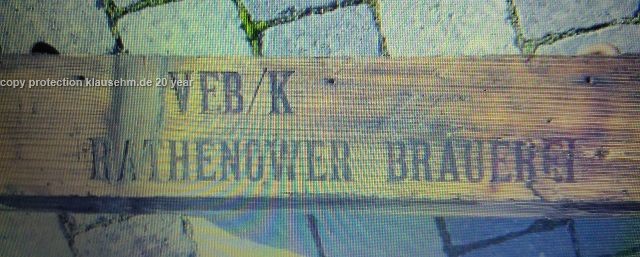 copy protection klausehm.de 20 year
VEB/K
RATHENOWER BRAUEREI